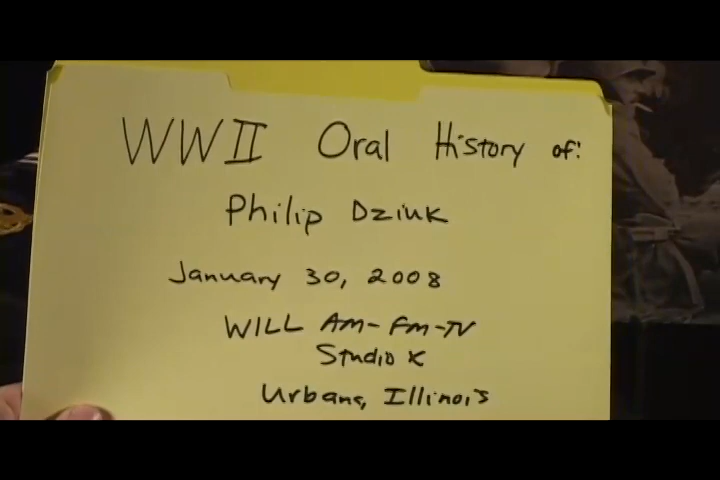 WWII Oral History of:
Philip Dziuk
January 30, 2008
WILL AM-FM-TV
Studio K
Urbana, Illinois